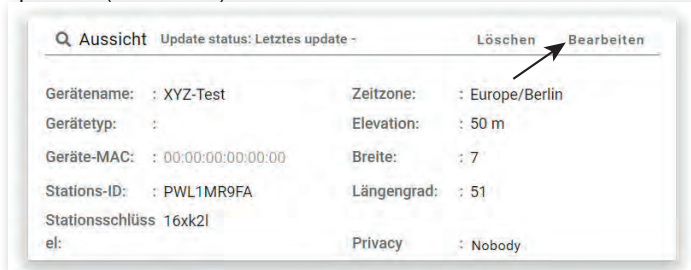 Aussicht Update status: Letztes update - Löschen Bearbeiten
Gerätename: : XYZ-Test Zeitzone: : Europe/Berlin
Gerätetyp: : Elevation: : 50 m
Geräte-MAC: : 00:00:00:00:00:00 Breite: : 7
Stations-ID: : PWL1MR9FA Längengrad: : 51
Stationsschlüss 16xk2l
el: Privacy : Nobody